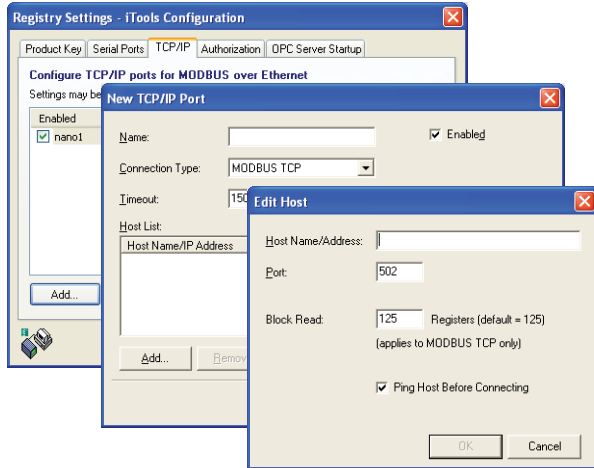 Registry Settings - iTools Configuration
Product Key Serial Ports TCP/IP Authorization OPC Server Startup
Configure TCP/IP ports for MODBUS over Ethernet
Settings may be
Enabled
nano1
Add...
New TCP/IP Port
Name:
Enabled
Connection Type: MODBUS TCP
Timeout: 150
Host List:
Host Name/IP Address
Add... Remov
Edit Host
Host Name/Address:
Port: 502
Block Read: 125 Registers (default = 125)
(applies to MODBUS TCP only)
Ping Host Before Connecting
OK Cancel